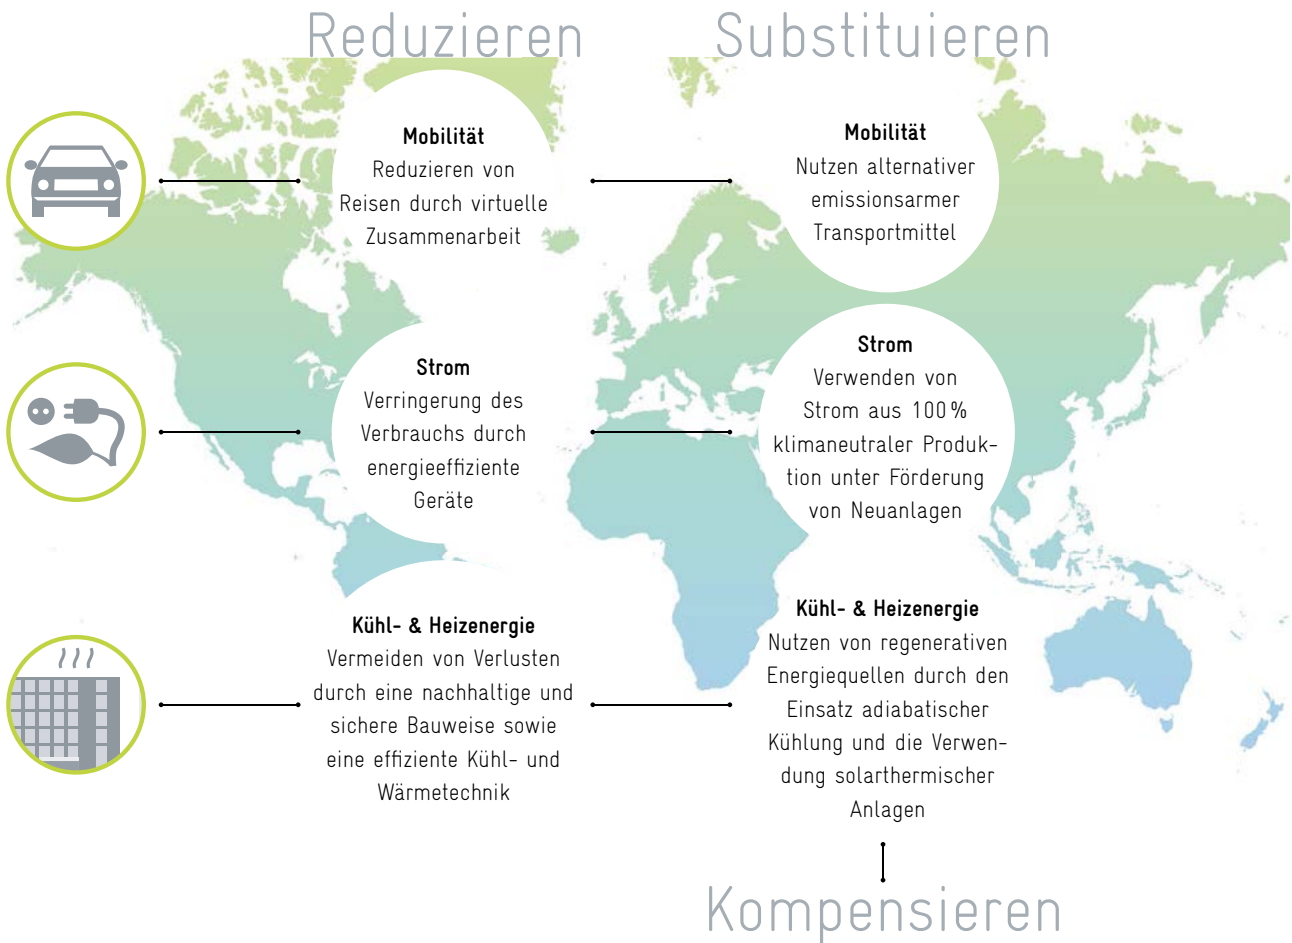 Reduzieren
Substituieren
Mobilität
Reduzieren von
Reisen durch virtuelle
Zusammenarbeit
Mobilität
Nutzen alternativer
emissionsarmer
Transportmittel
Strom
Verringerung des
Verbrauchs durch
energieeffiziente
Geräte
Strom
Verwenden von
Strom aus 100 %
klimaneutraler Produk-
tion unter Förderung
von Neuanlagen
Kühl- & Heizenergie
Vermeiden von Verlusten
durch eine nachhaltige und
sichere Bauweise sowie
eine effiziente Kühl- und
Wärmetechnik
Kühl- & Heizenergie
Nutzen von regenerativen
Energiequellen durch den
Einsatz adiabatischer
Kühlung und die Verwen-
dung solarthermischer
Anlagen
Kompensieren